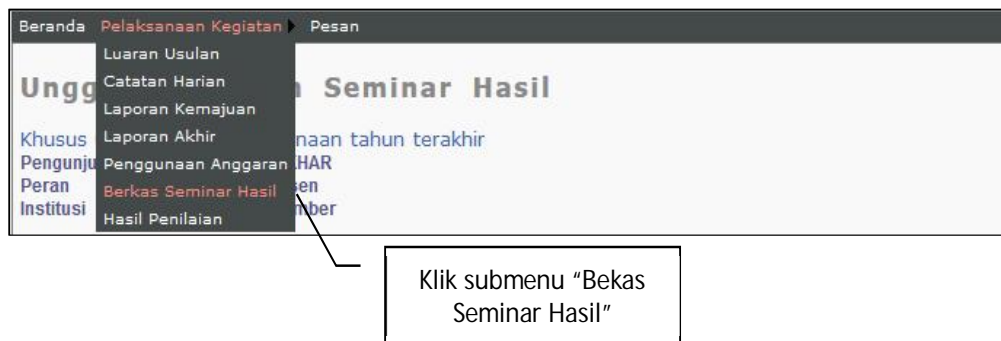 Beranda Pelaksanaan Kegiatan Pesan
Luaran Usulan
Catatan Harian
Laporan Kemajuan
Laporan Akhir
Penggunaan Anggaran
Berkas Seminar Hasil
Hasil Penilaian
Ungg Seminar Hasil
Khusus naan tahun terakhir
Pengunju HAR
Peran sen
Institusi mber
Klik submenu “Bekas
Seminar Hasil”